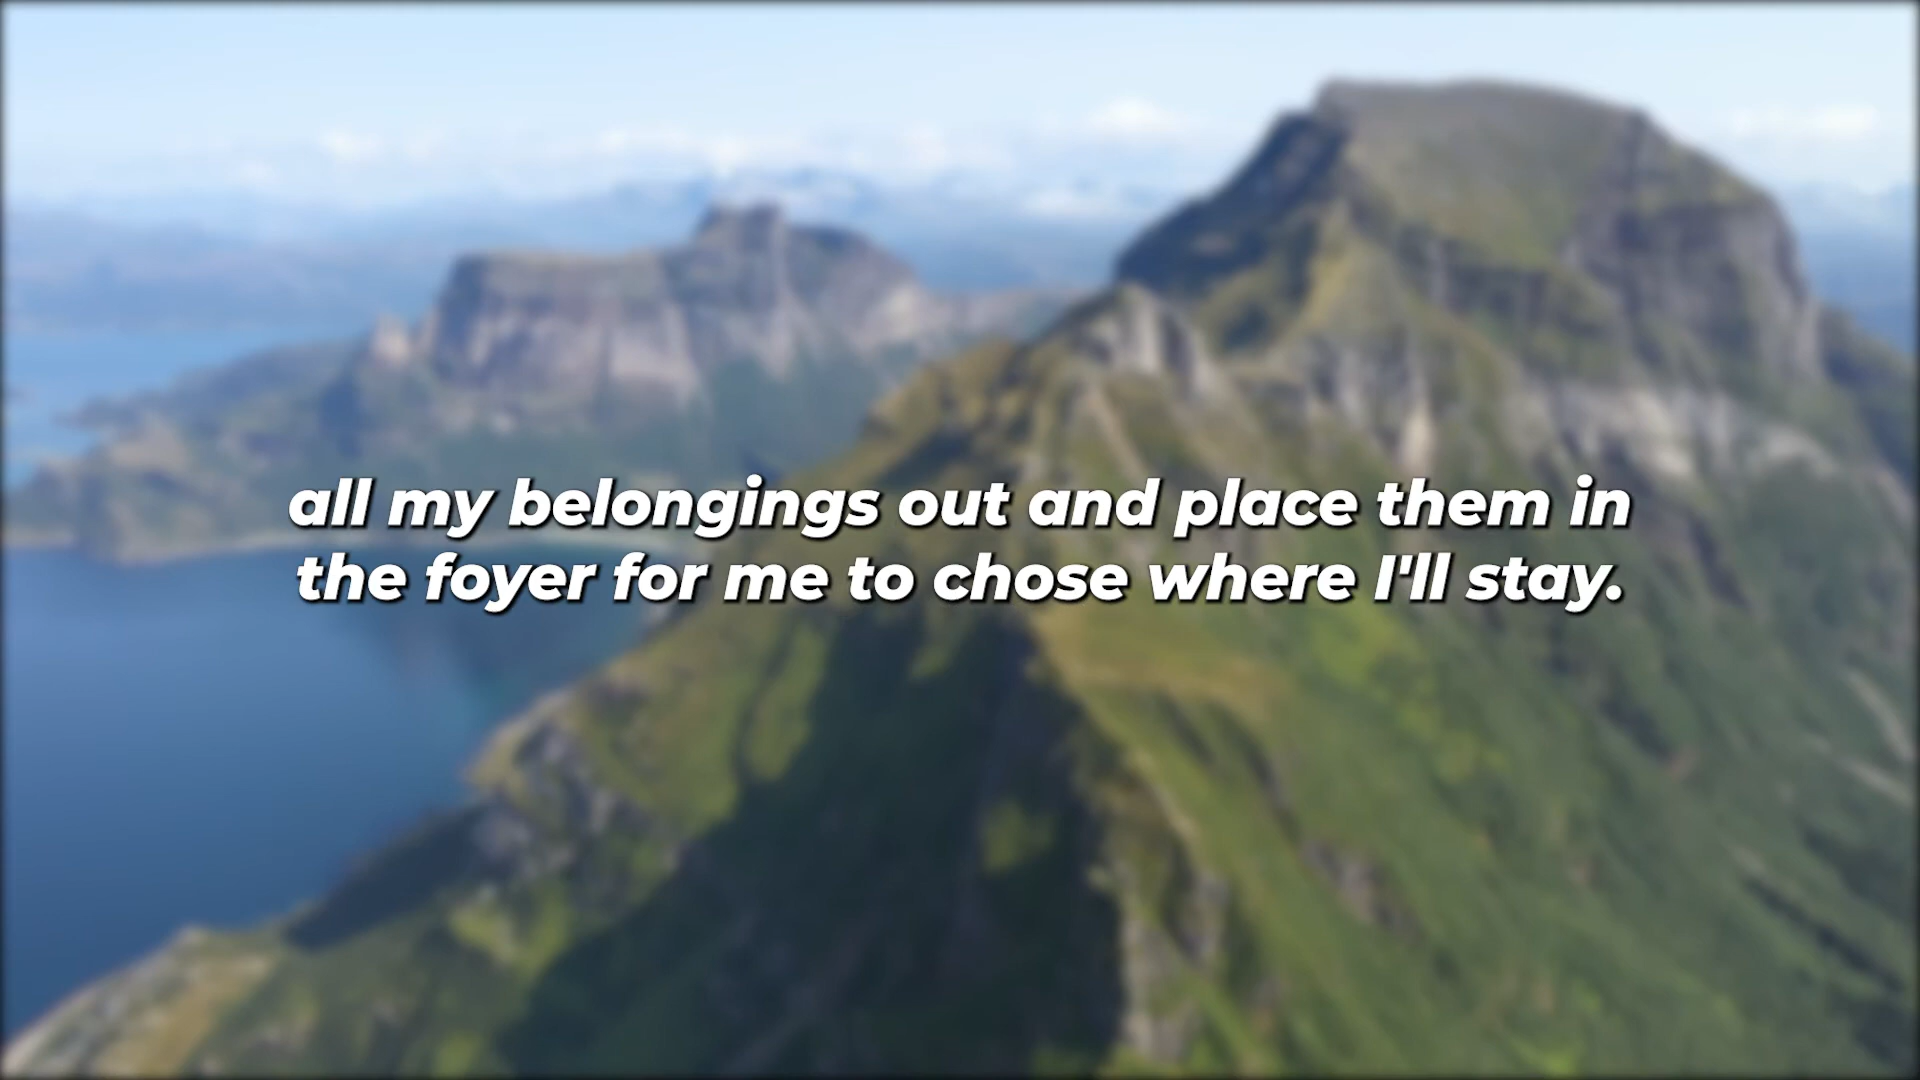 all my belongings out and place them in
the foyer for me to chose where I'll stay.